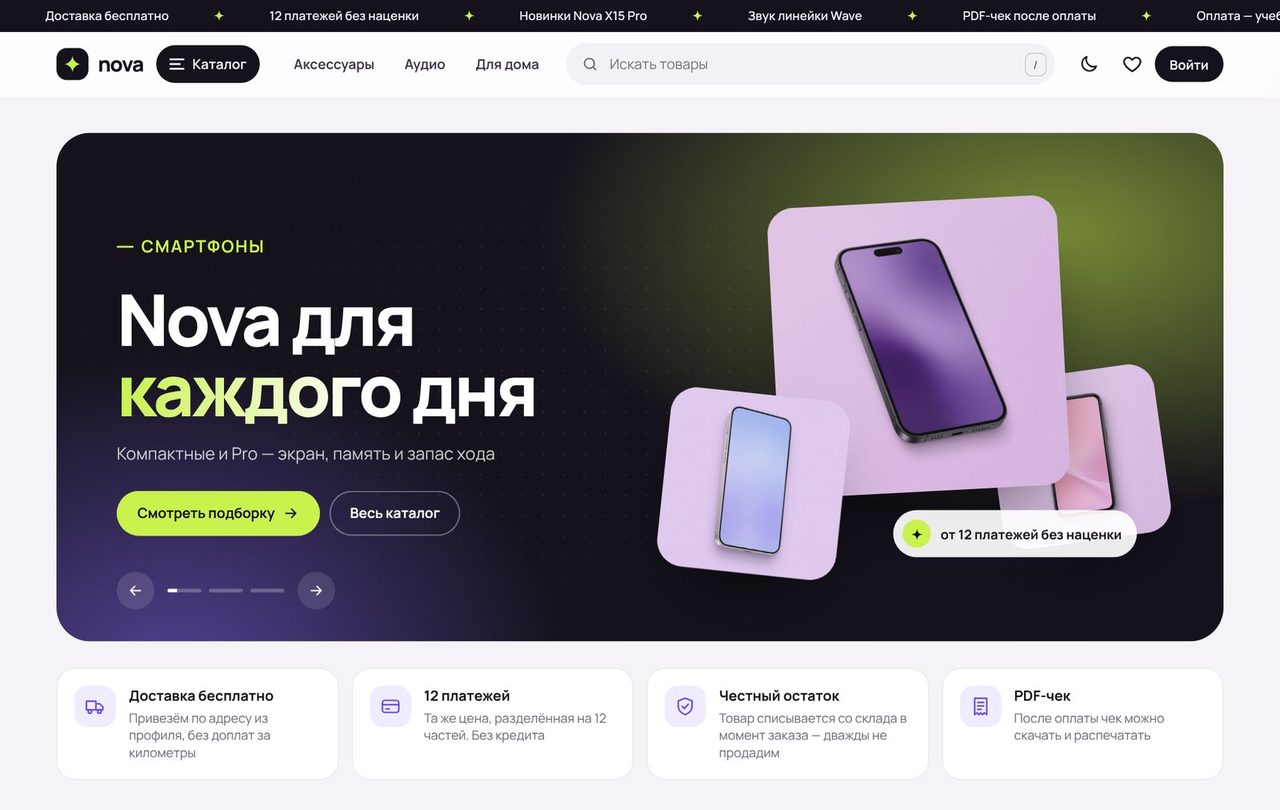 Доставка бесплатно ✦ 12 платежей без наценки ✦ Новинки Nova X15 Pro ✦ Звук линейки Wave ✦ PDF-чек после оплаты ✦ Оплата —
nova Каталог Аксессуары Аудио Для дома Искать товары / Войти
— СМАРТФОНЫ
Nova для
каждого дня
Компактные и Pro — экран, память и запас хода
Смотреть подборку → Весь каталог
от 12 платежей без наценки
Доставка бесплатно
Привезём по адресу из
профиля, без доплат за
километры
12 платежей
Та же цена, разделённая на 12
частей. Без кредита
Честный остаток
Товар списывается со склада в
момент заказа — дважды не
продадим
PDF-чек
После оплаты чек можно
скачать и распечатать